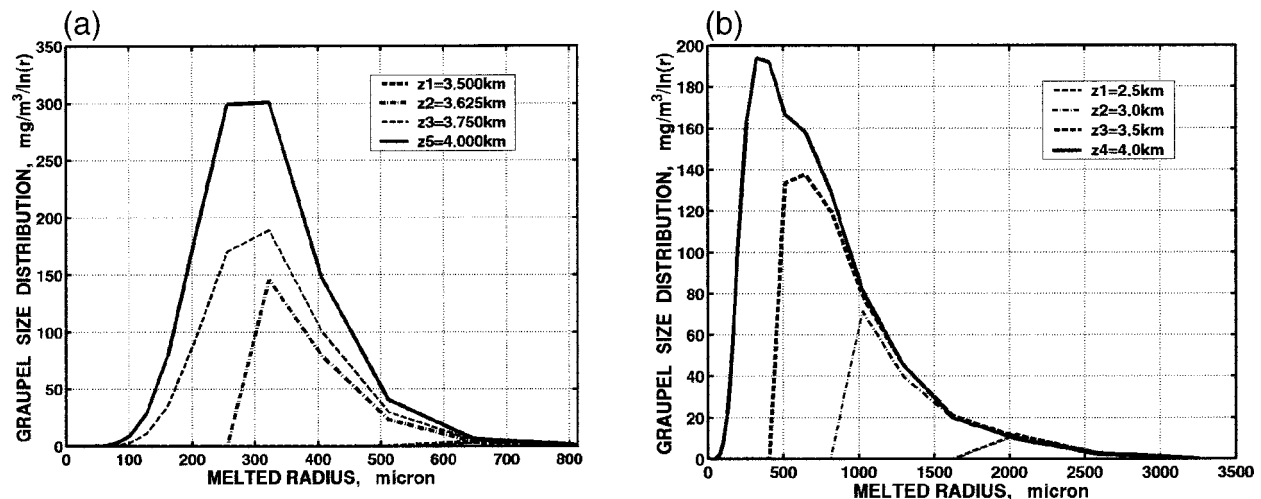 (a)
GRAUPEL SIZE DISTRIBUTION, mg/m³/ln(r)
350
300
250
200
150
100
50
0
z1=3.500km
z2=3.625km
z3=3.750km
z5=4.000km
0 100 200 300 400 500 600 700 800
MELTED RADIUS, micron
(b)
GRAUPEL SIZE DISTRIBUTION, mg/m³/ln(r)
200
180
160
140
120
100
80
60
40
20
0
z1=2.5km
z2=3.0km
z3=3.5km
z4=4.0km
0 500 1000 1500 2000 2500 3000 3500
MELTED RADIUS, micron